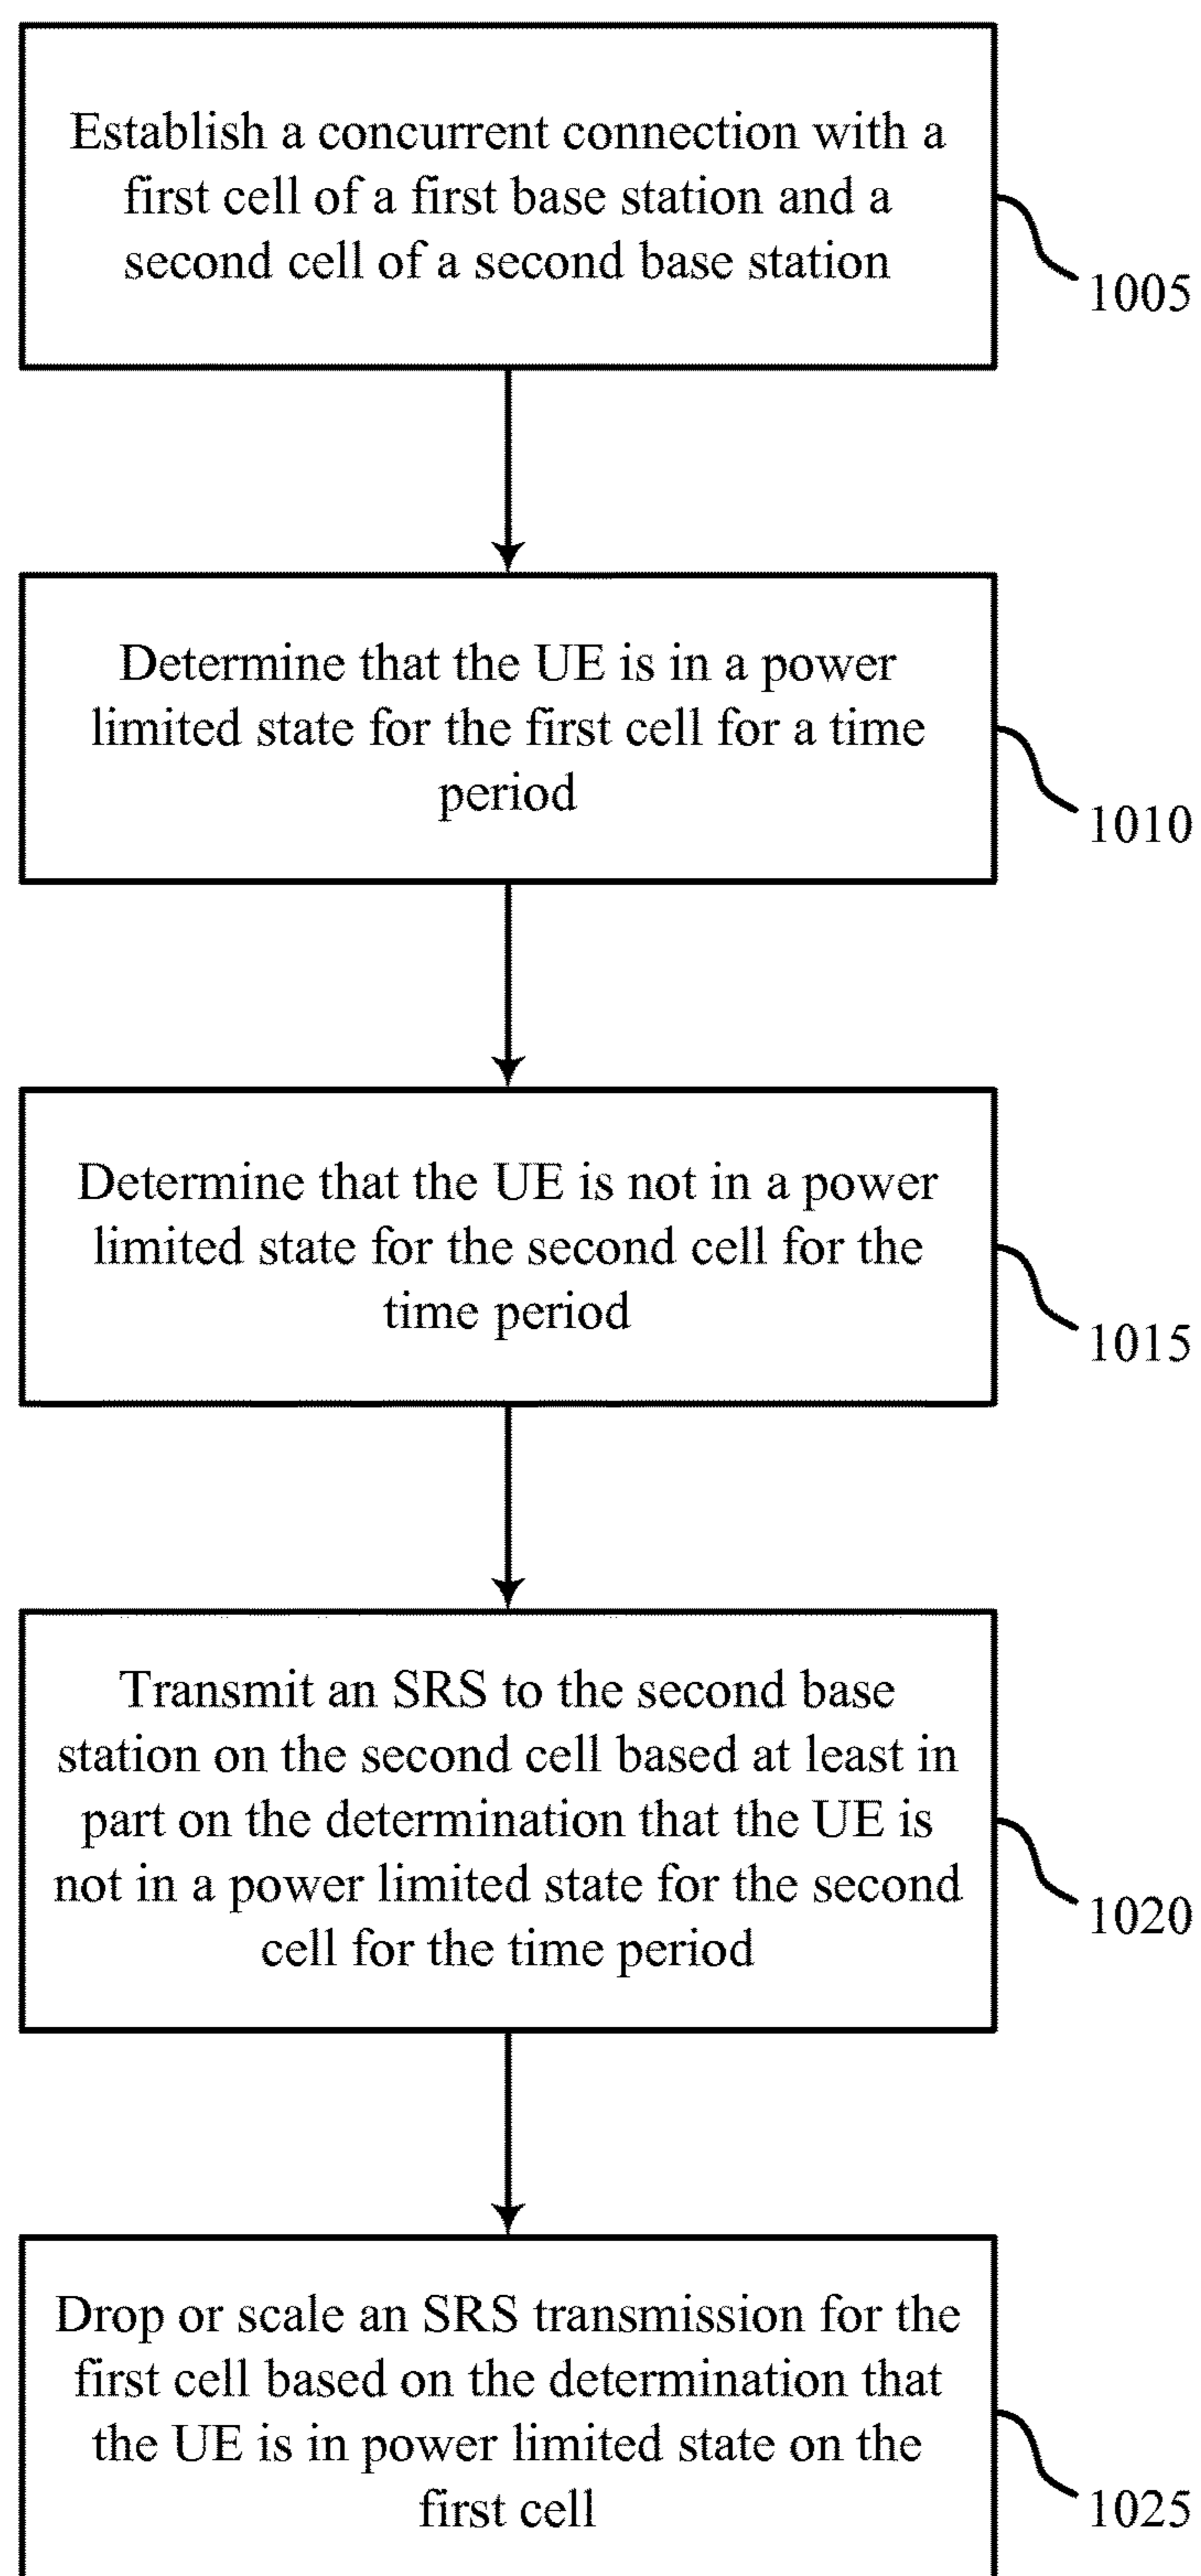 Establish a concurrent connection with a
first cell of a first base station and a
second cell of a second base station
1005
Determine that the UE is in a power
limited state for the first cell for a time
period
1010
Determine that the UE is not in a power
limited state for the second cell for the
time period
1015
Transmit an SRS to the second base
station on the second cell based at least in
part on the determination that the UE is
not in a power limited state for the second
cell for the time period
1020
Drop or scale an SRS transmission for the
first cell based on the determination that
the UE is in power limited state on the
first cell
1025